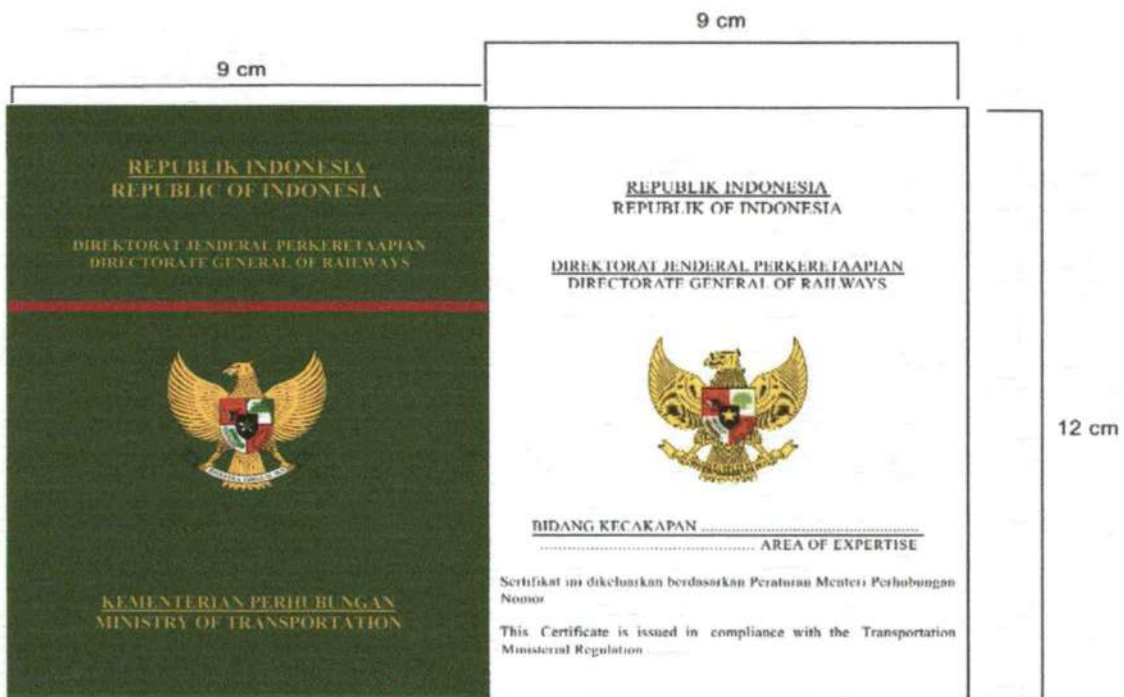 9 cm
9 cm
12 cm
REPUBLIK INDONESIA
REPUBLIC OF INDONESIA
DIREKTORAT JENDERAL PERKERETAAPIAN
DIRECTORATE GENERAL OF RAILWAYS
KEMENTERIAN PERHUBUNGAN
MINISTRY OF TRANSPORTATION
REPUBLIK INDONESIA
REPUBLIK OF INDONESIA
DIREKTORAT JENDERAL PERKERETAAPIAN
DIRECTORATE GENERAL OF RAILWAYS
BIDANG KECAKAPAN ................................................
................................................ AREA OF EXPERTISE
Sertifikat ini dikeluarkan berdasarkan Peraturan Menteri Perhubungan
Nomor
This Certificate is issued in compliance with the Transportation
Ministerial Regulation